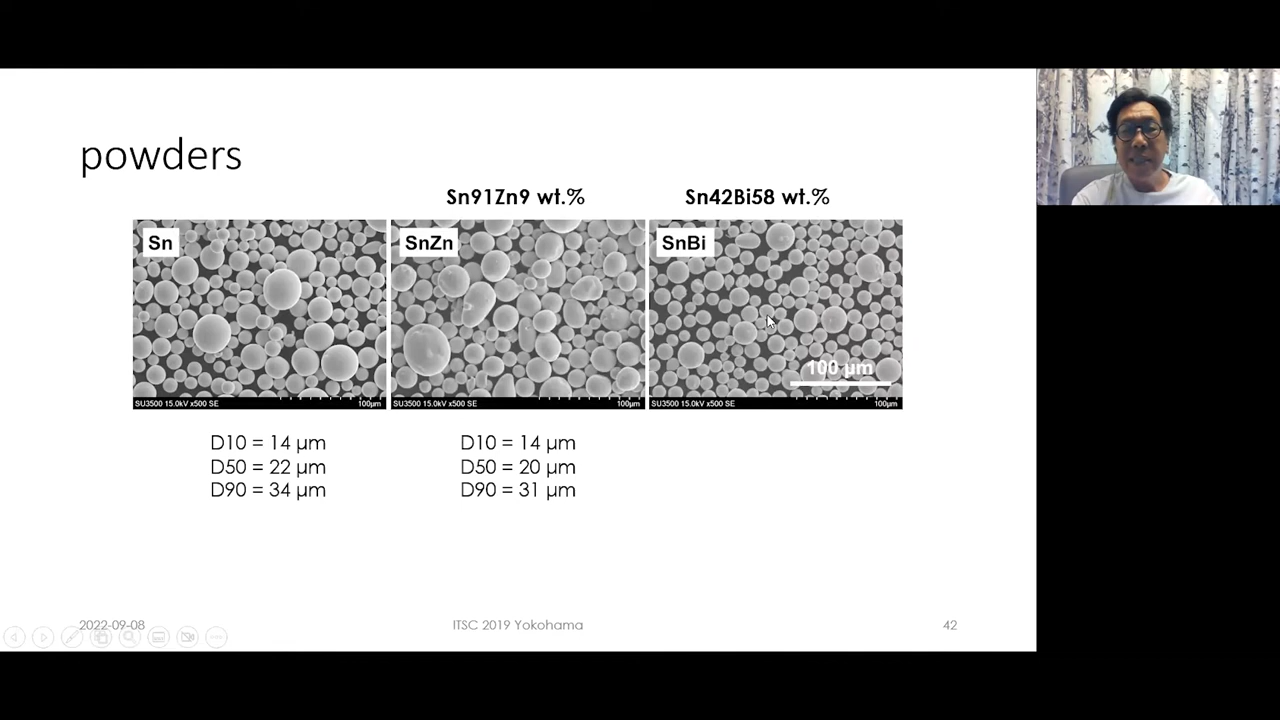 powders
Sn91Zn9 wt.%
Sn42Bi58 wt.%
Sn
SnZn
SnBi
100 µm
SU3500 15.0kV x500 SE 100µm
SU3500 15.0kV x500 SE 100µm
SU3500 15.0kV x500 SE 100µm
D10 = 14 µm
D50 = 22 µm
D90 = 34 µm
D10 = 14 µm
D50 = 20 µm
D90 = 31 µm
2022-09-08
ITSC 2019 Yokohama
42